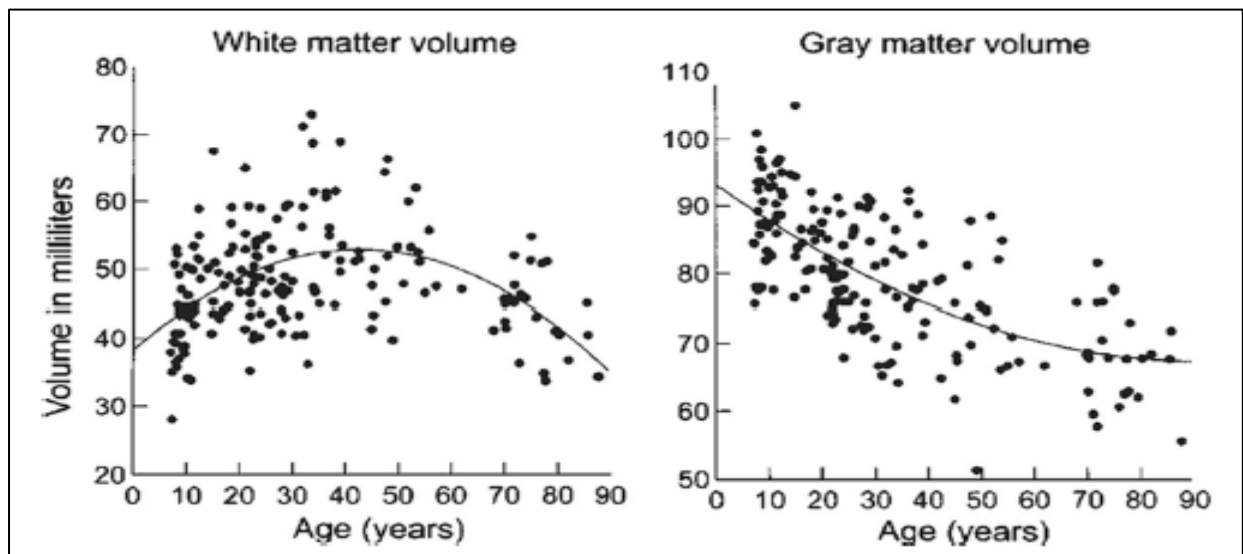 White matter volume
Gray matter volume
Volume in milliliters
80
70
60
50
40
30
20
0 10 20 30 40 50 60 70 80 90
Age (years)
110
100
90
80
70
60
50
0 10 20 30 40 50 60 70 80 90
Age (years)